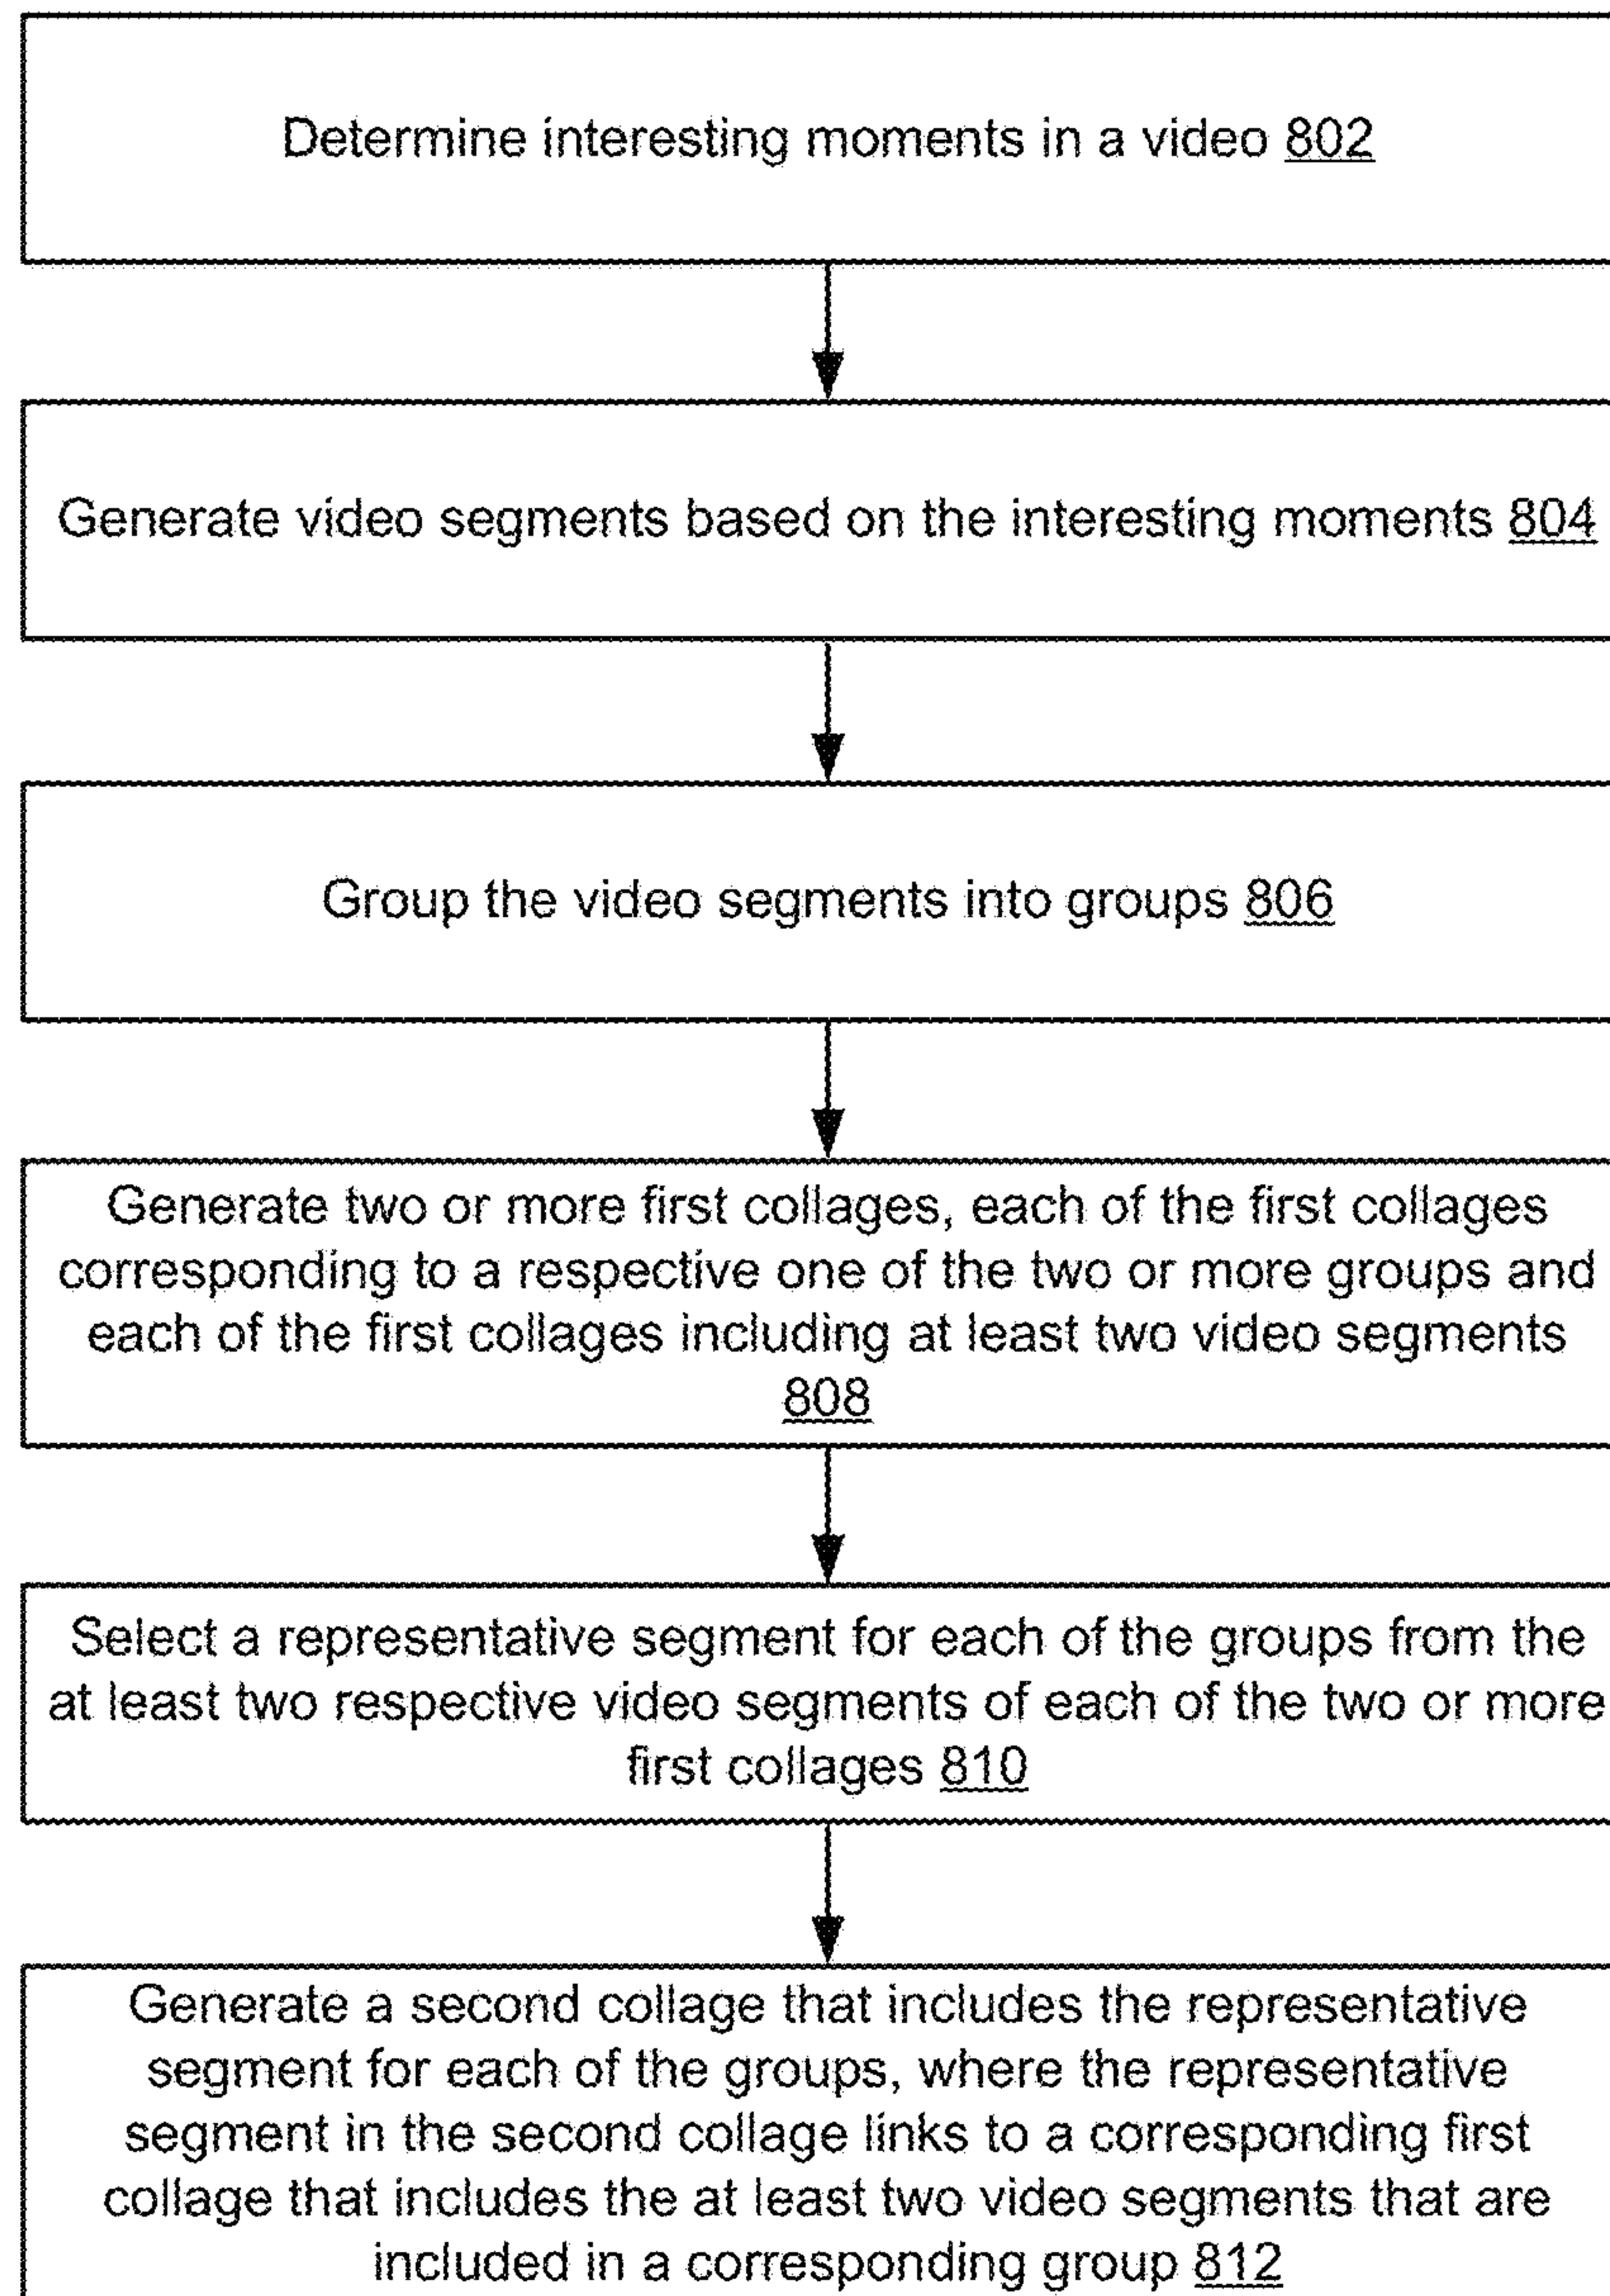 Determine interesting moments in a video 802
Generate video segments based on the interesting moments 804
Group the video segments into groups 806
Generate two or more first collages, each of the first collages
corresponding to a respective one of the two or more groups and
each of the first collages including at least two video segments
808
Select a representative segment for each of the groups from the
at least two respective video segments of each of the two or more
first collages 810
Generate a second collage that includes the representative
segment for each of the groups, where the representative
segment in the second collage links to a corresponding first
collage that includes the at least two video segments that are
included in a corresponding group 812